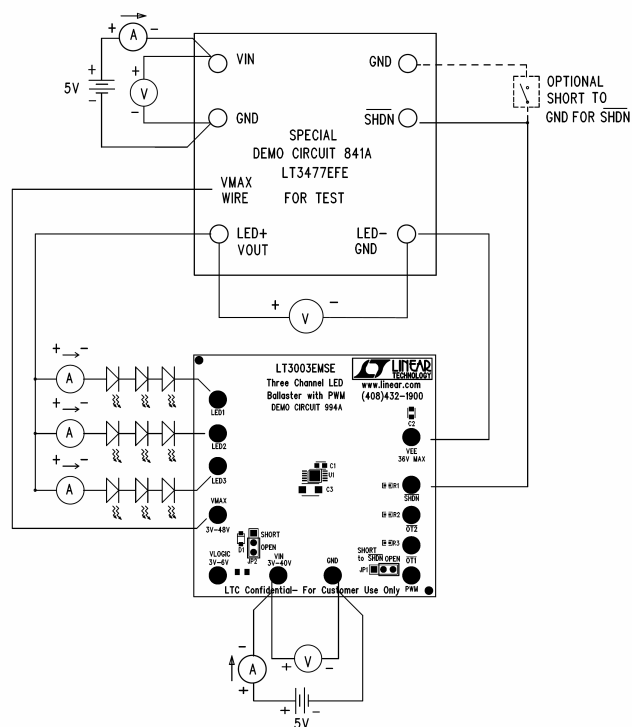 A
+
-
+
5V
-
+
V
-
VIN
GND
GND
SHDN
OPTIONAL
SHORT TO
GND FOR SHDN
SPECIAL
DEMO CIRCUIT 841A
LT3477EFE
FOR TEST
VMAX
WIRE
LED+
VOUT
LED-
GND
+
V
-
+
-
A
+
-
A
+
-
A
LT3003EMSE
Three Channel LED
Ballaster with PWM
DEMO CIRCUIT 994A
LINEAR
TECHNOLOGY
www.linear.com
(408)432-1900
LED1
LED2
LED3
VMAX
3V-48V
C2
VEE
36V MAX
C1
U1
C3
R1
SHDN
R2
OT2
R3
OT1
PWM
SHORT
OPEN
D1
JP2
VLOGIC
3V-6V
VIN
3V-40V
GND
SHORT
to SHDN OPEN
JP1
LTC Confidential- For Customer Use Only
-
A
+
+
V
-
+
-
5V